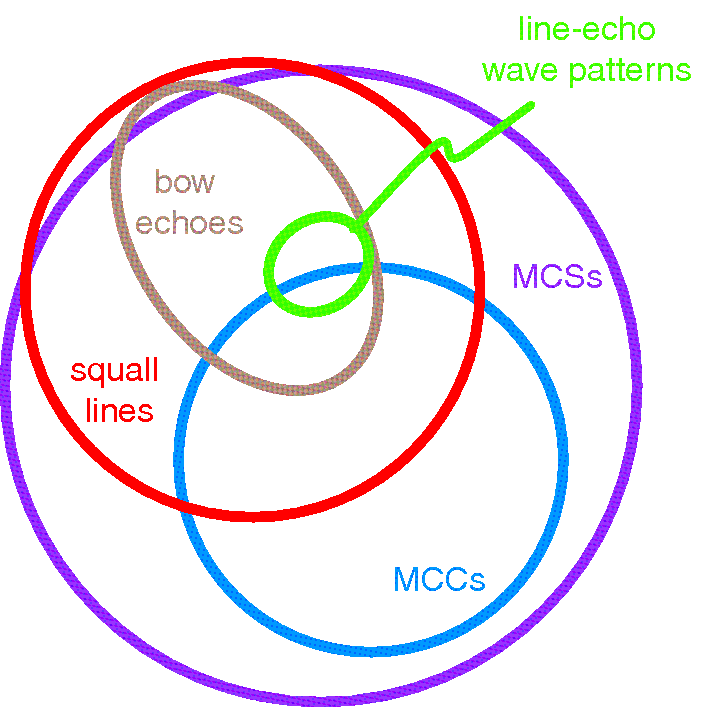 line-echo
wave patterns
bow
echoes
MCSs
squall
lines
MCCs